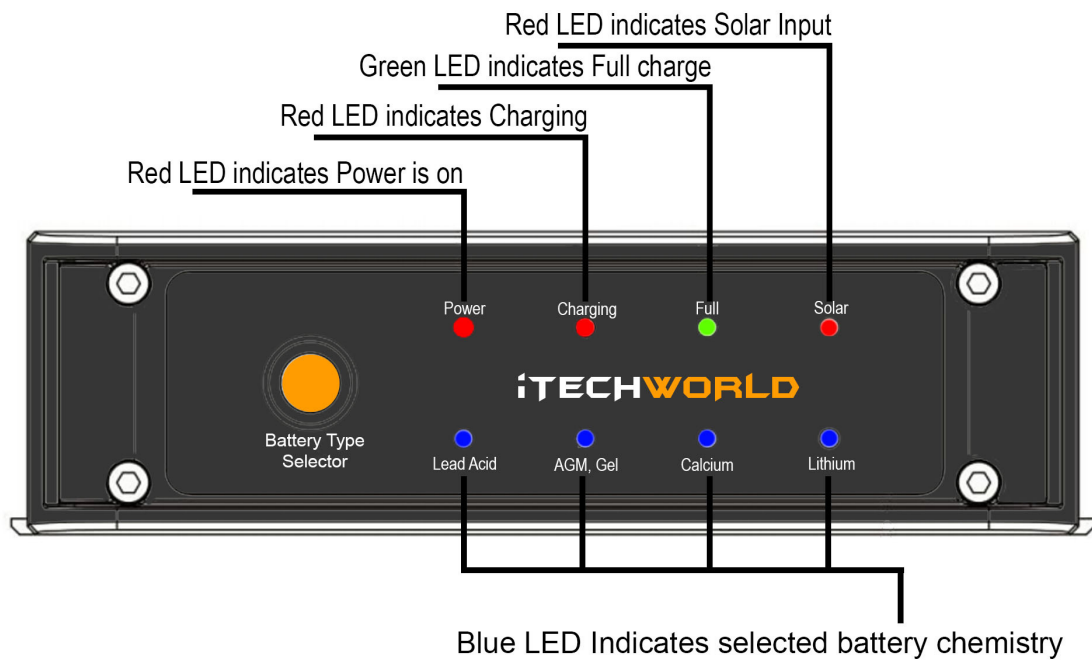 Red LED indicates Solar Input
Green LED indicates Full charge
Red LED indicates Charging
Red LED indicates Power is on
Power
Charging
Full
Solar
iTECHWORLD
Battery Type
Selector
Lead Acid
AGM, Gel
Calcium
Lithium
Blue LED Indicates selected battery chemistry